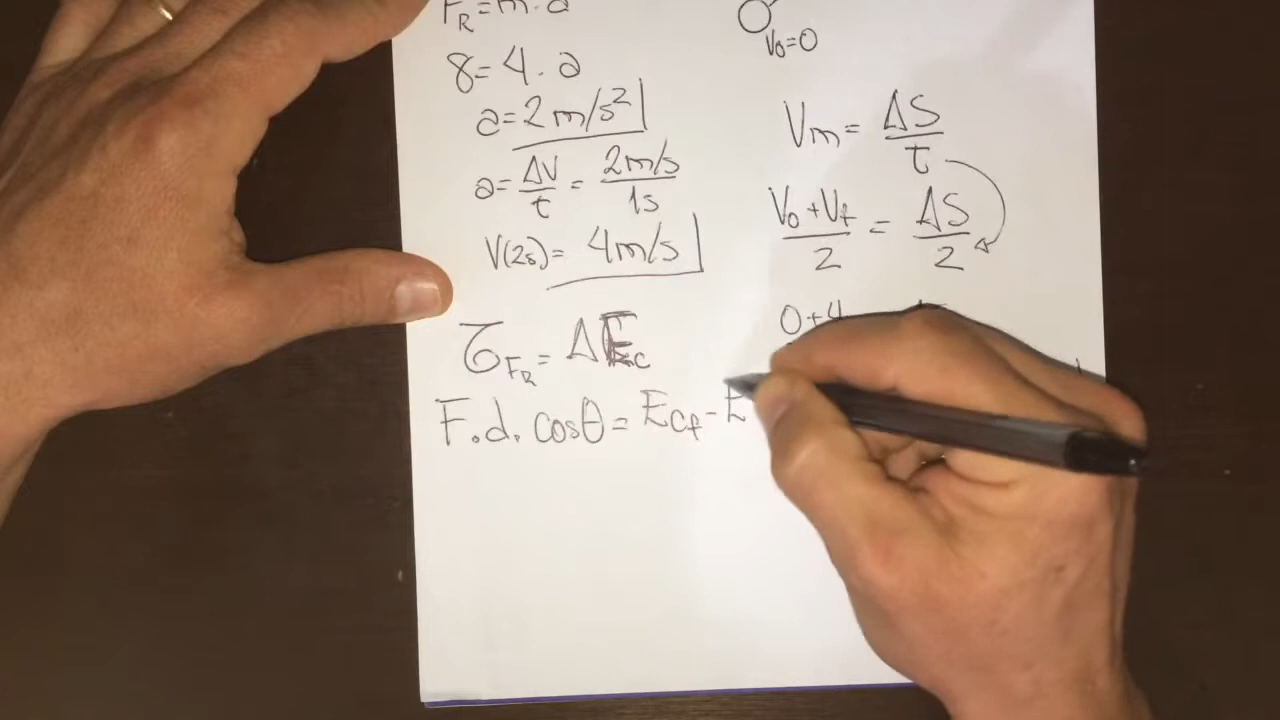 F_R = m . a
8 = 4 . a
a = 2 m/s²
a = ΔV/t = 2m/s/1s
V(2s) = 4m/s
τ_FR = ΔEc
F.d. cosθ = Ecf - E
V₀=0
Vm = ΔS/t
V₀ + Vf/2 = ΔS/2
0+4